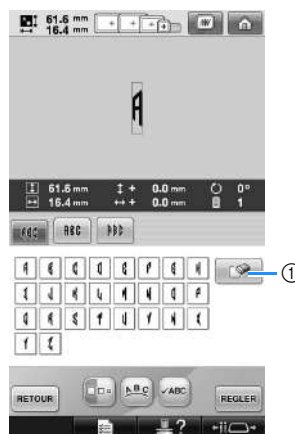 61.6 mm
16.4 mm
A
61.6 mm 0.0 mm 0°
16.4 mm 0.0 mm 1
ABC ABC
A B C D E F G H
I J K L M N O P
Q R S T U V W X
Y Z
RETOUR ABC ✓ABC REGLER
?
①